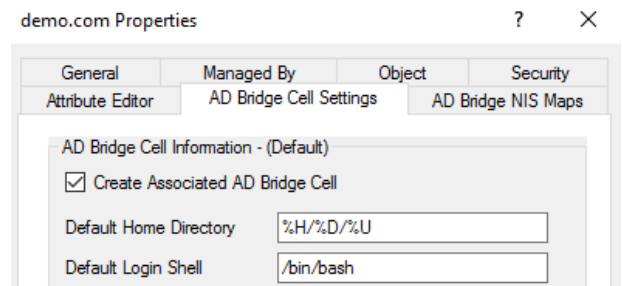 demo.com Properties ? ✕
General Managed By Object Security
Attribute Editor AD Bridge Cell Settings AD Bridge NIS Maps
AD Bridge Cell Information - (Default)
Create Associated AD Bridge Cell
Default Home Directory %H/%D/%U
Default Login Shell /bin/bash